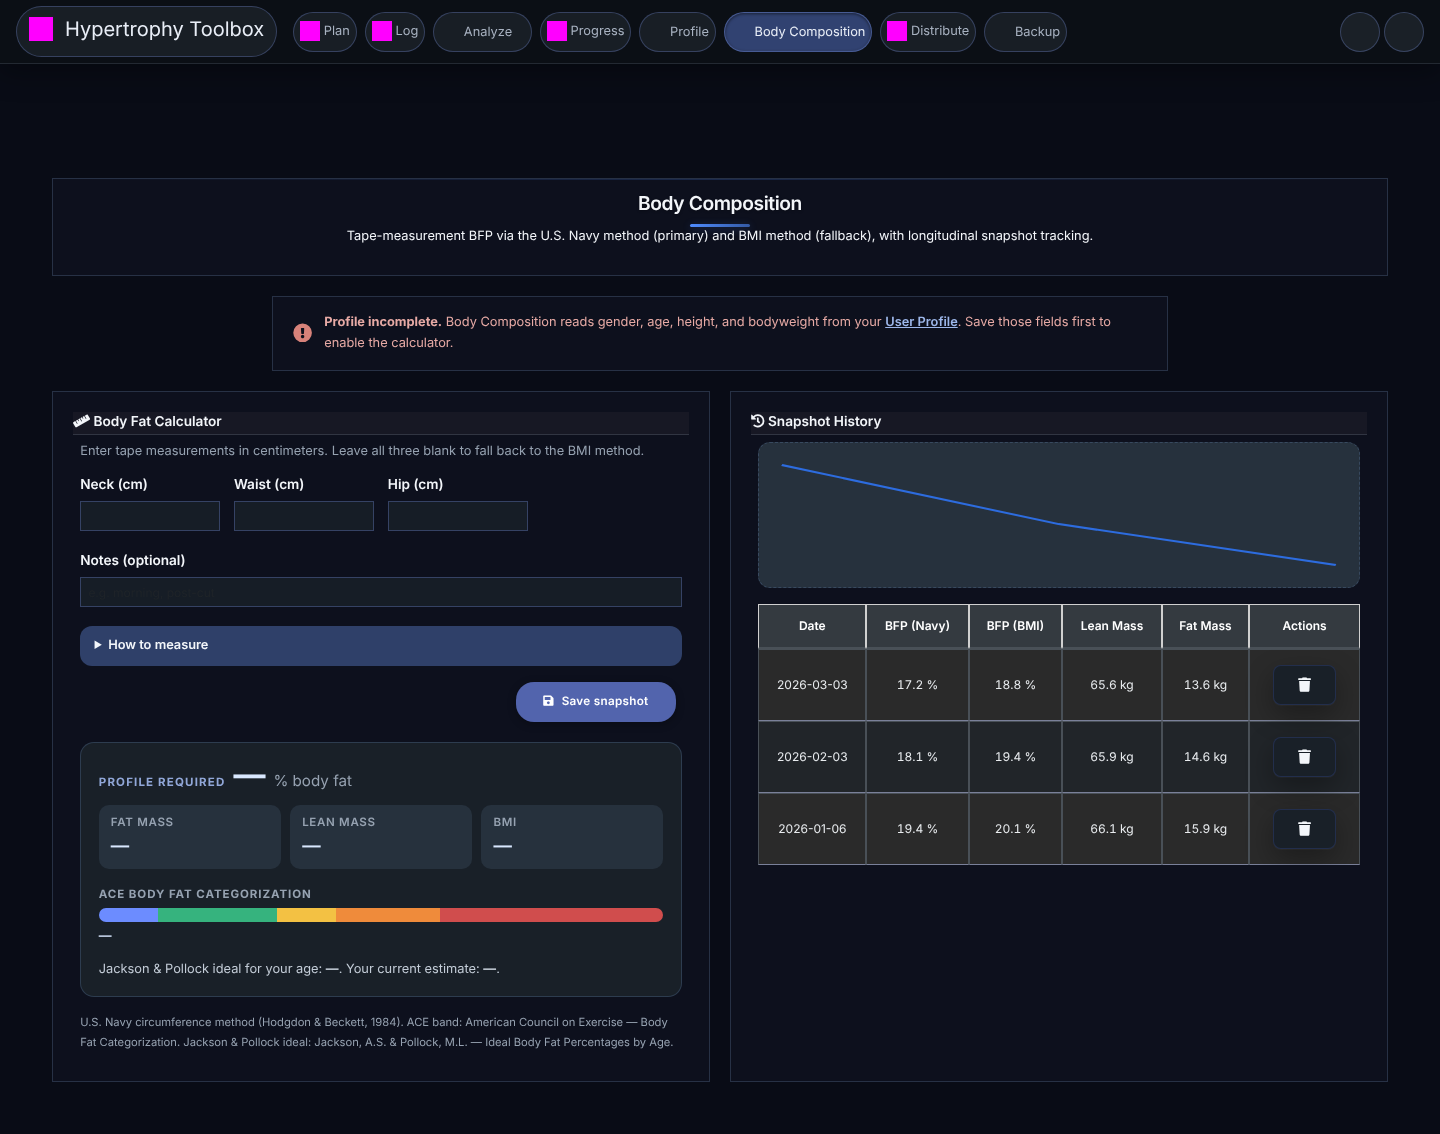 Hypertrophy Toolbox
Plan
Log
Analyze
Progress
Profile
Body Composition
Distribute
Backup
Body Composition
Tape-measurement BFP via the U.S. Navy method (primary) and BMI method (fallback), with longitudinal snapshot tracking.
Profile incomplete. Body Composition reads gender, age, height, and bodyweight from your User Profile. Save those fields first to
enable the calculator.
Body Fat Calculator
Enter tape measurements in centimeters. Leave all three blank to fall back to the BMI method.
Neck (cm) Waist (cm) Hip (cm)
Notes (optional)
How to measure
Save snapshot
PROFILE REQUIRED — % body fat
FAT MASS LEAN MASS BMI
— — —
ACE BODY FAT CATEGORIZATION
—
Jackson & Pollock ideal for your age: —. Your current estimate: —.
U.S. Navy circumference method (Hodgdon & Beckett, 1984). ACE band: American Council on Exercise — Body
Fat Categorization. Jackson & Pollock ideal: Jackson, A.S. & Pollock, M.L. — Ideal Body Fat Percentages by Age.
Snapshot History
Date BFP (Navy) BFP (BMI) Lean Mass Fat Mass Actions
2026-03-03 17.2 % 18.8 % 65.6 kg 13.6 kg
2026-02-03 18.1 % 19.4 % 65.9 kg 14.6 kg
2026-01-06 19.4 % 20.1 % 66.1 kg 15.9 kg